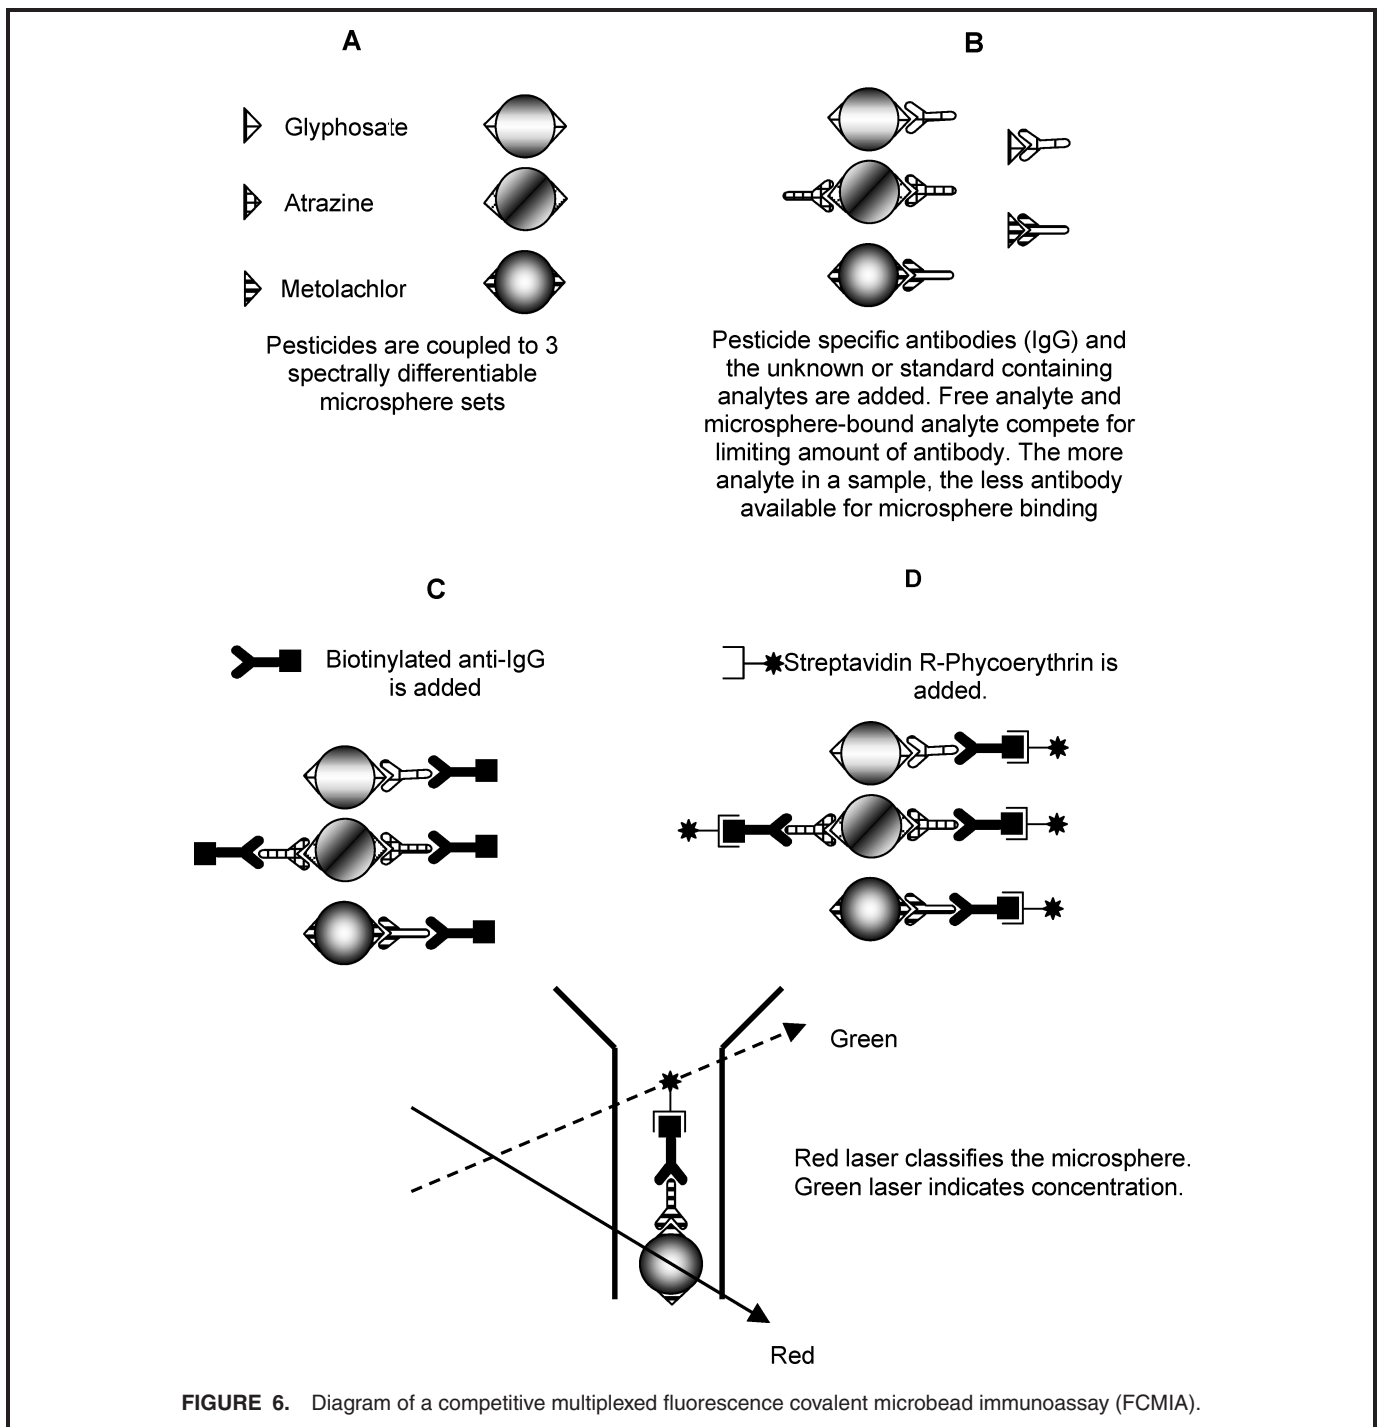 A
Glyphosate
Atrazine
Metolachlor
Pesticides are coupled to 3
spectrally differentiable
microsphere sets
B
Pesticide specific antibodies (IgG) and
the unknown or standard containing
analytes are added. Free analyte and
microsphere-bound analyte compete for
limiting amount of antibody. The more
analyte in a sample, the less antibody
available for microsphere binding
C
Biotinylated anti-IgG
is added
D
Streptavidin R-Phycoerythrin is
added.
Green
Red laser classifies the microsphere.
Green laser indicates concentration.
Red
FIGURE 6. Diagram of a competitive multiplexed fluorescence covalent microbead immunoassay (FCMIA).